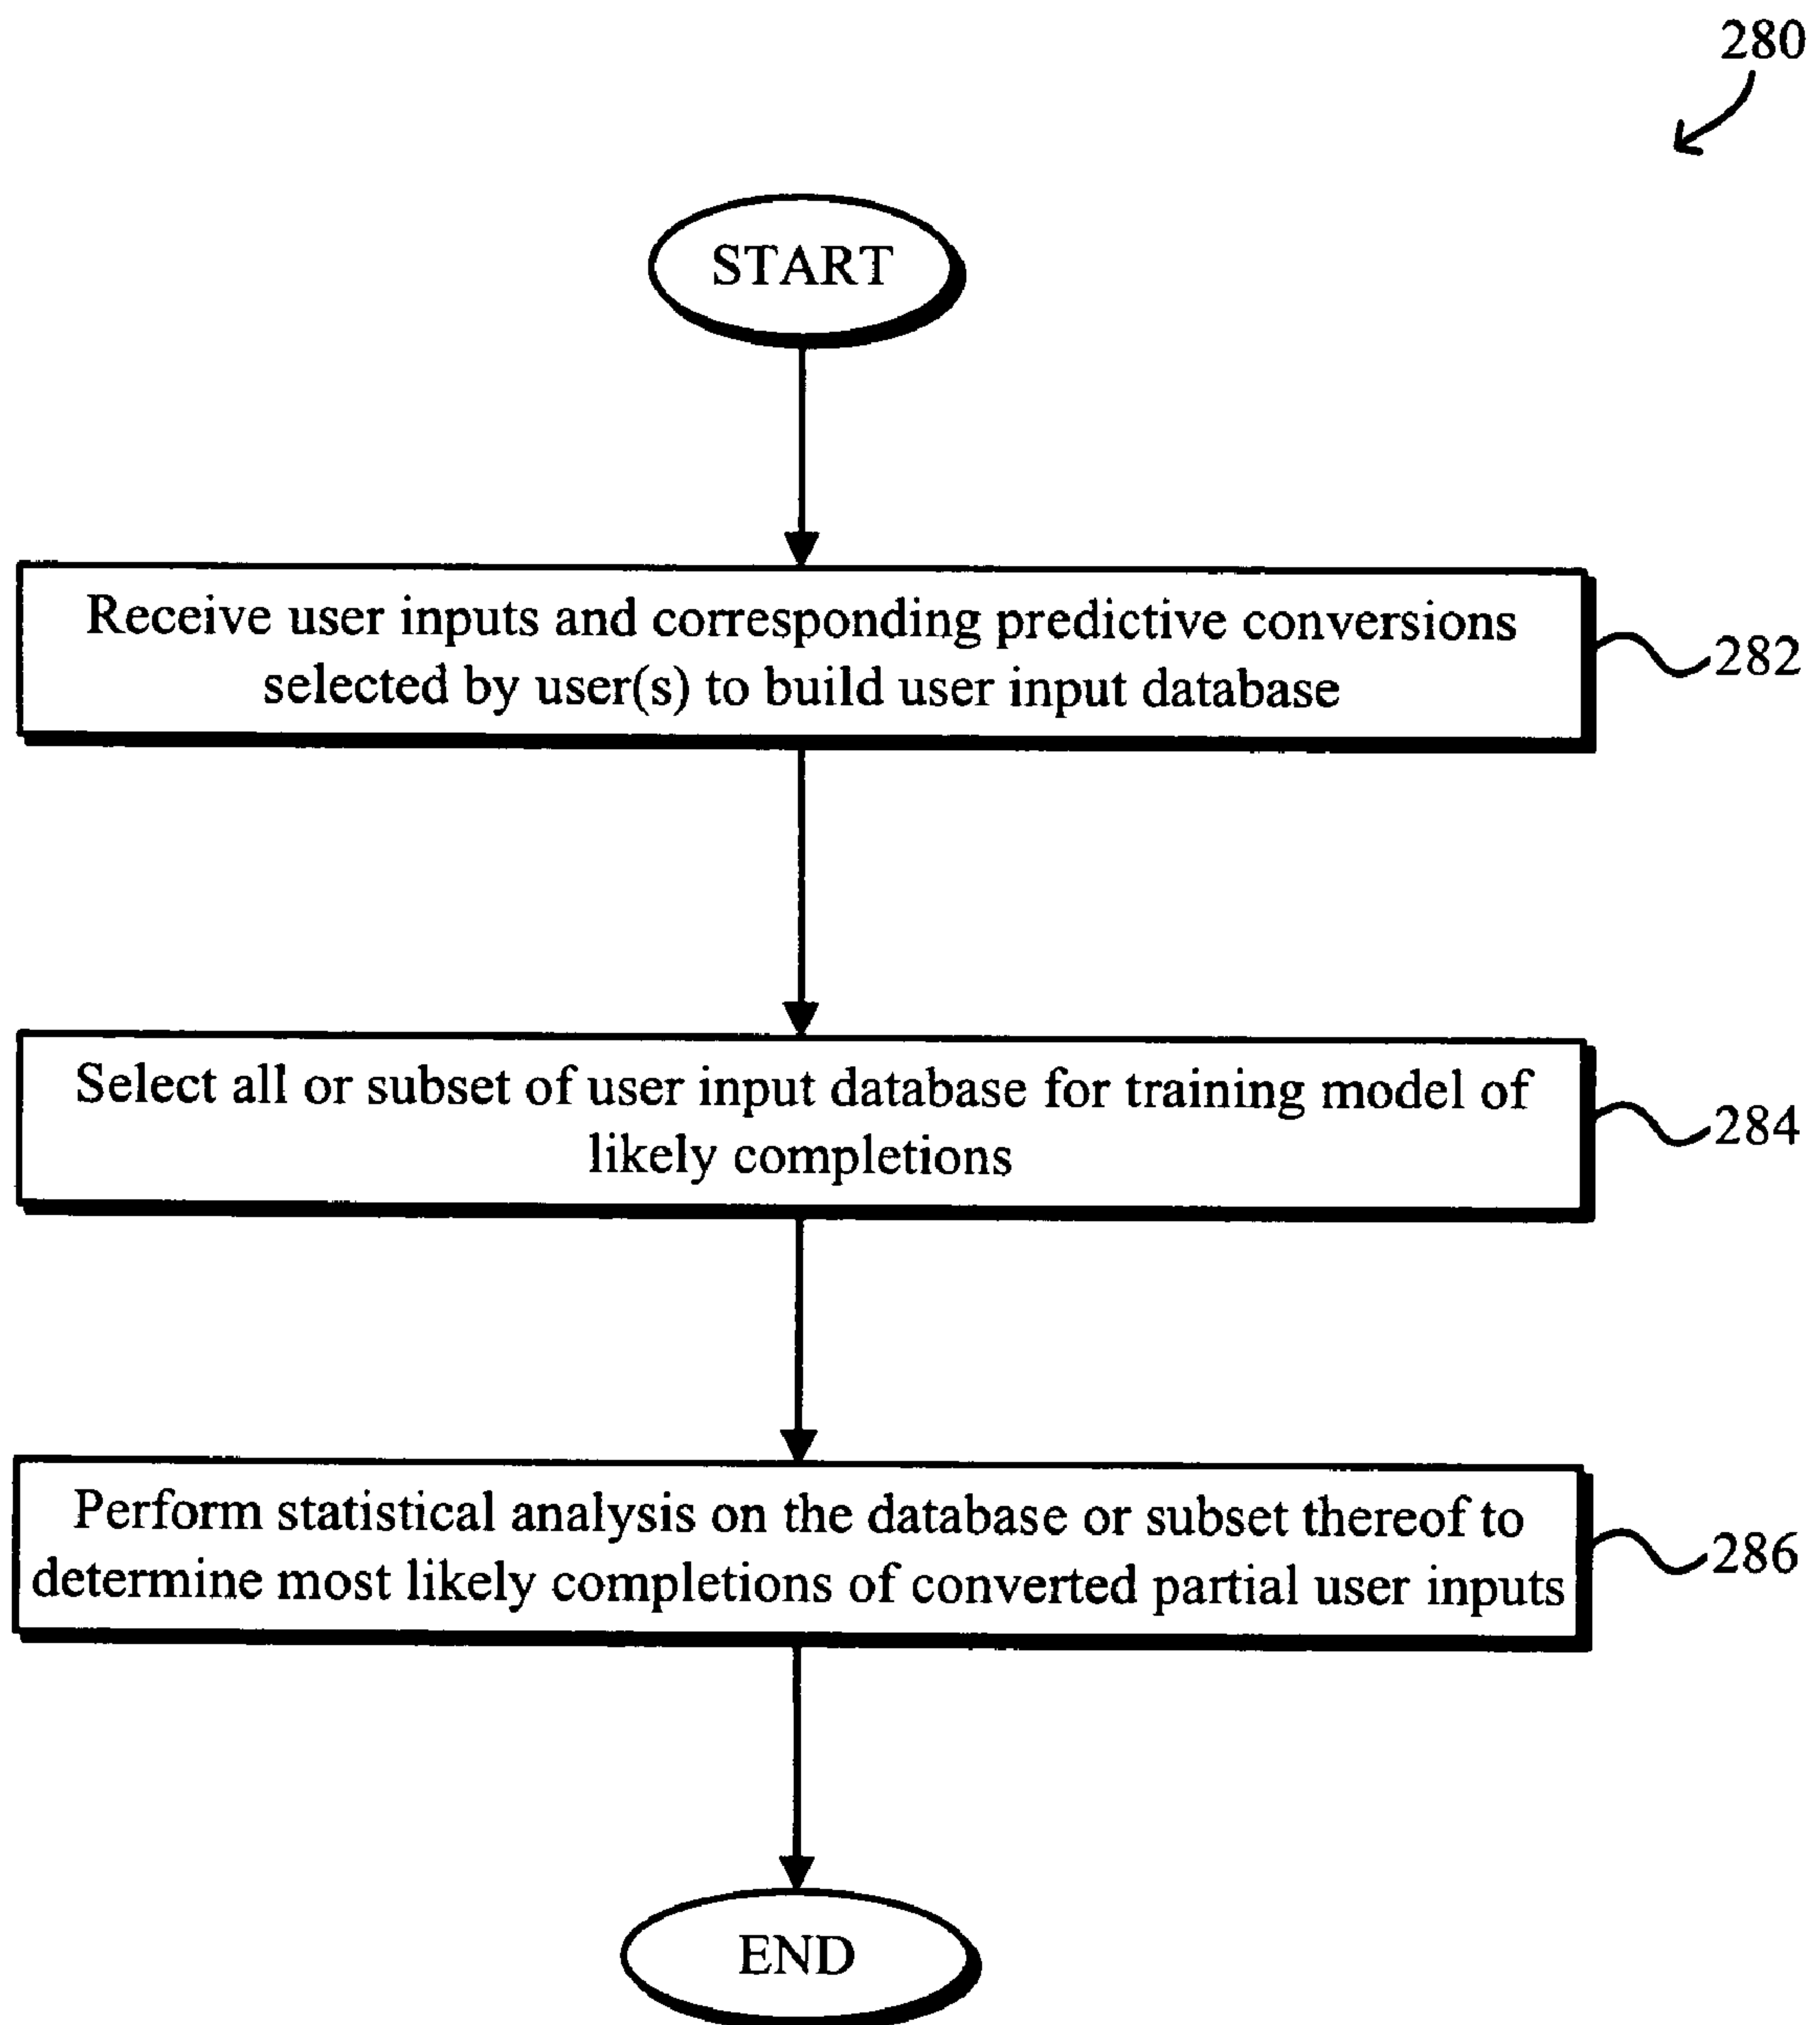 280
START
Receive user inputs and corresponding predictive conversions
selected by user(s) to build user input database
282
Select all or subset of user input database for training model of
likely completions
284
Perform statistical analysis on the database or subset thereof to
determine most likely completions of converted partial user inputs
286
END